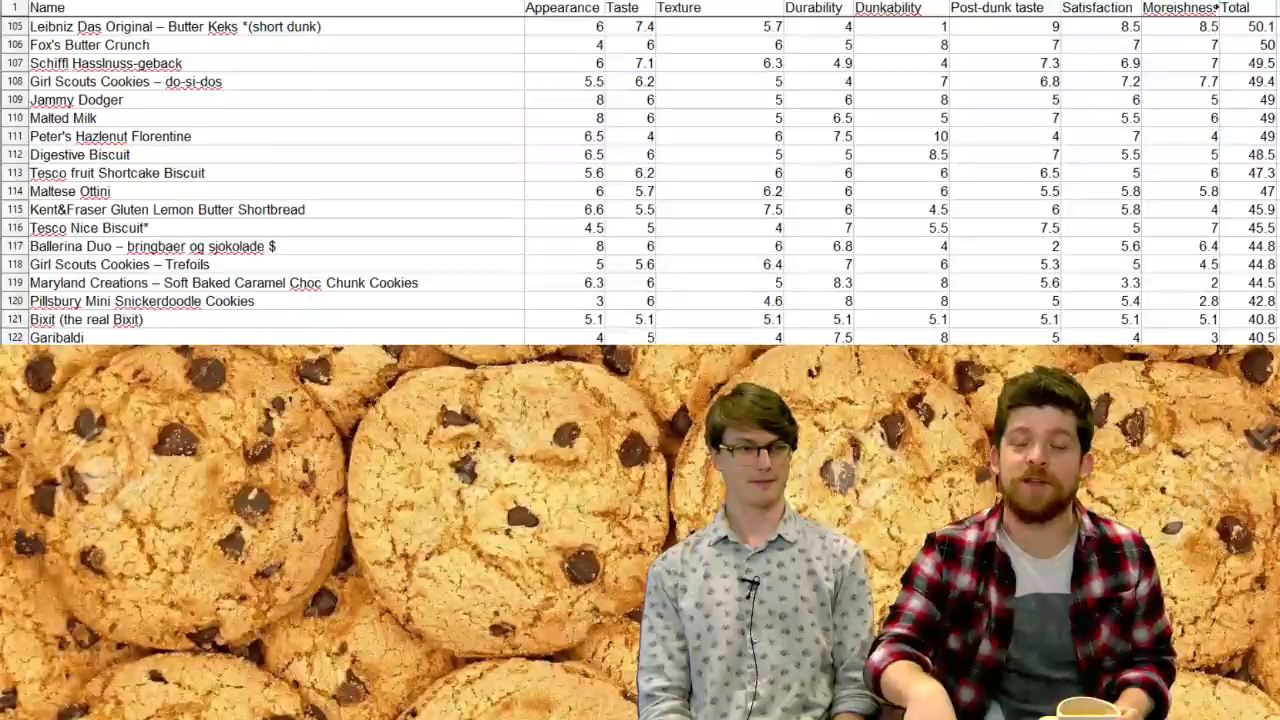 1 Name Appearance Taste Texture Durability Dunkability Post-dunk taste Satisfaction Moreishnes Total
105 Leibniz Das Original – Butter Keks *(short dunk) 6 7.4 5.7 4 1 9 8.5 8.5 50.1
106 Fox's Butter Crunch 4 6 6 5 8 7 7 7 50
107 Schiffl Hasslnuss-geback 6 7.1 6.3 4.9 4 7.3 6.9 7 49.5
108 Girl Scouts Cookies – do-si-dos 5.5 6.2 5 4 7 6.8 7.2 7.7 49.4
109 Jammy Dodger 8 6 5 6 8 5 6 5 49
110 Malted Milk 8 6 5 6.5 5 7 5.5 6 49
111 Peter's Hazlenut Florentine 6.5 4 6 7.5 10 4 7 4 49
112 Digestive Biscuit 6.5 6 5 5 8.5 7 5.5 5 48.5
113 Tesco fruit Shortcake Biscuit 5.6 6.2 6 6 6 6.5 5 6 47.3
114 Maltese Ottini 6 5.7 6.2 6 6 5.5 5.8 5.8 47
115 Kent&Fraser Gluten Lemon Butter Shortbread 6.6 5.5 7.5 6 4.5 6 5.8 4 45.9
116 Tesco Nice Biscuit* 4.5 5 4 7 5.5 7.5 5 7 45.5
117 Ballerina Duo – bringbaer og sjokolade $ 8 6 6 6.8 4 2 5.6 6.4 44.8
118 Girl Scouts Cookies – Trefoils 5 5.6 6.4 7 6 5.3 5 4.5 44.8
119 Maryland Creations – Soft Baked Caramel Choc Chunk Cookies 6.3 6 5 8.3 8 5.6 3.3 2 44.5
120 Pillsbury Mini Snickerdoodle Cookies 3 6 4.6 8 8 5 5.4 2.8 42.8
121 Bixit (the real Bixit) 5.1 5.1 5.1 5.1 5.1 5.1 5.1 5.1 40.8
122 Garibaldi 4 5 4 7.5 8 5 4 3 40.5